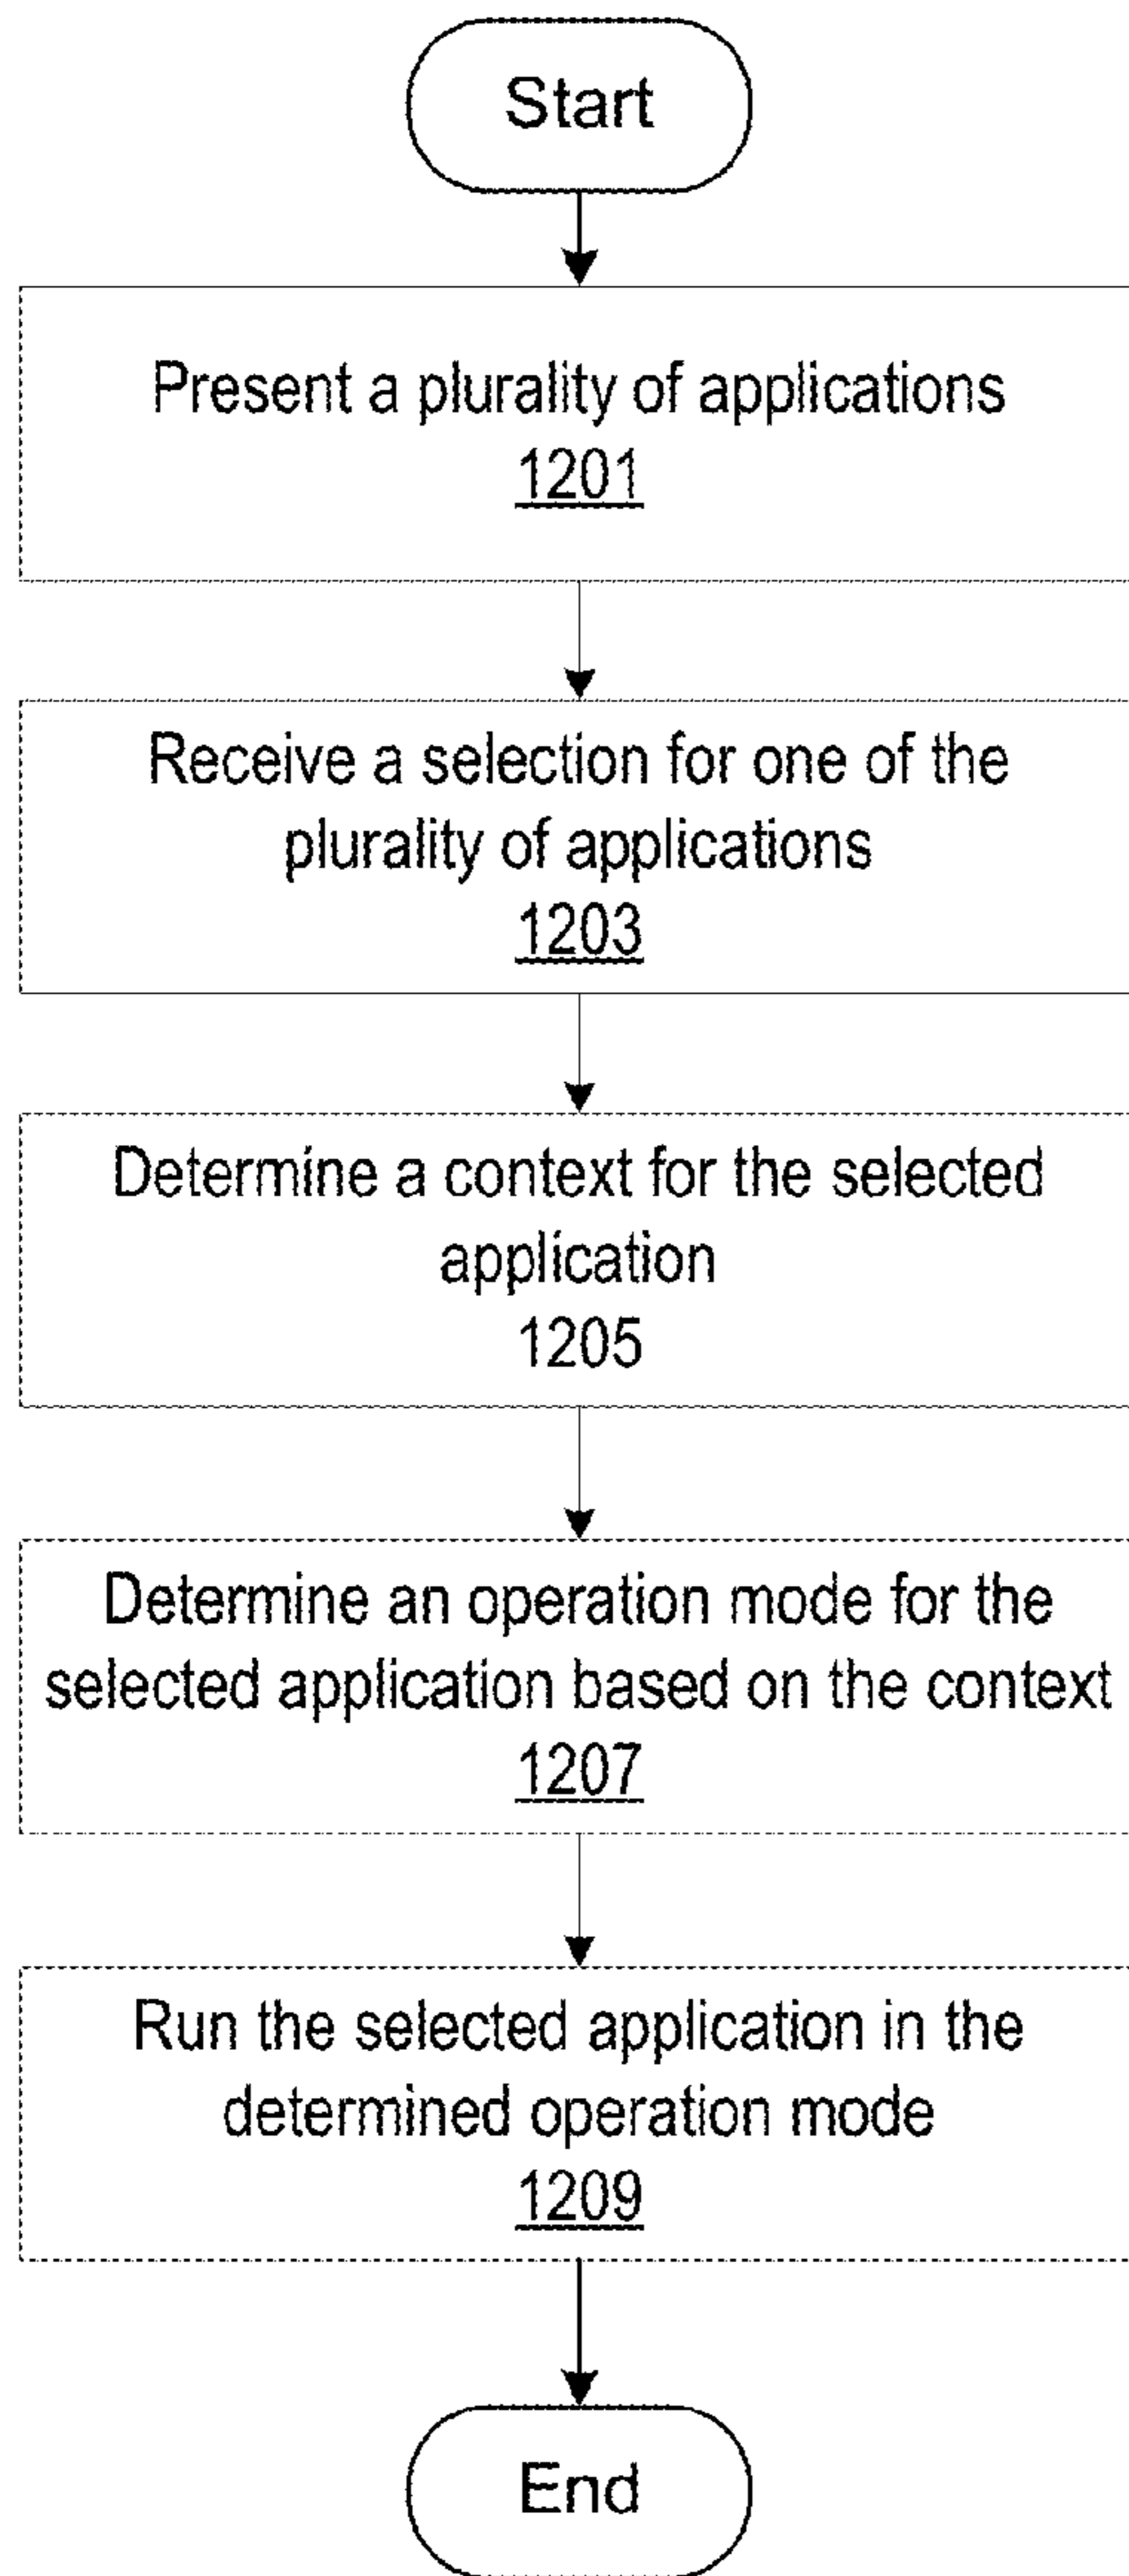 Start
Present a plurality of applications
1201
Receive a selection for one of the
plurality of applications
1203
Determine a context for the selected
application
1205
Determine an operation mode for the
selected application based on the context
1207
Run the selected application in the
determined operation mode
1209
End